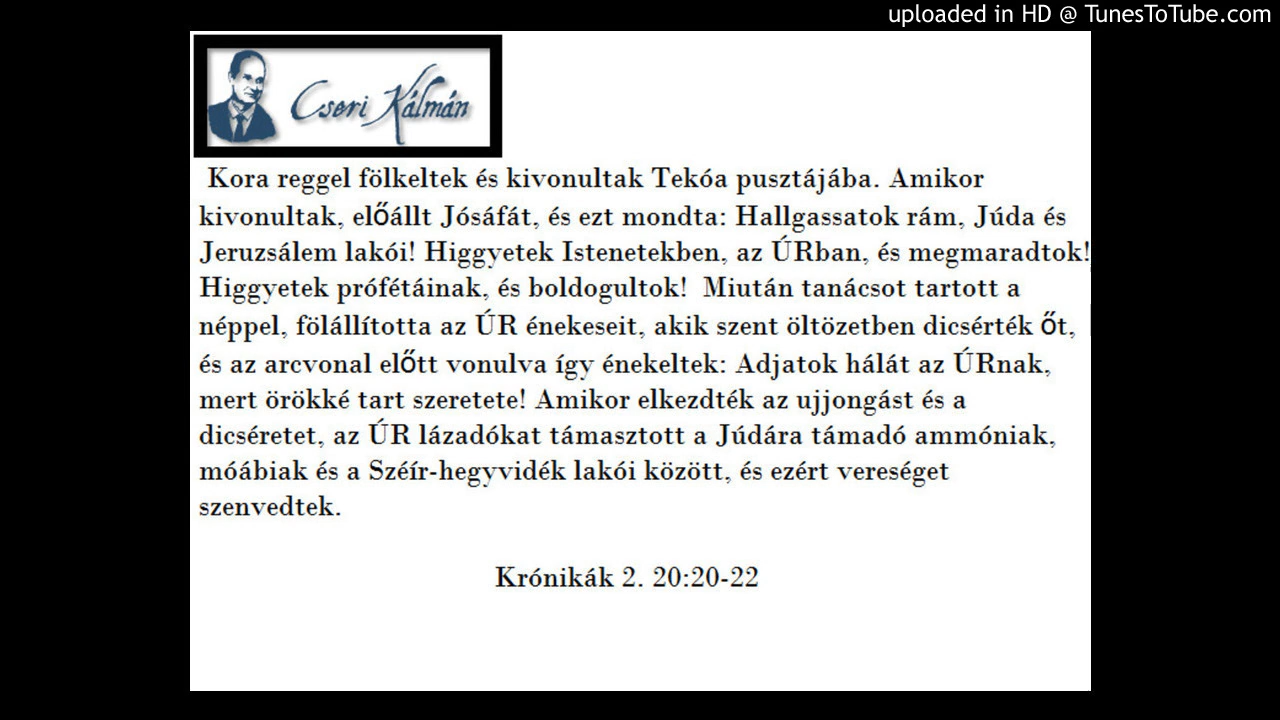 uploaded in HD @ TunesToTube.com
Cseri Kálmán
Kora reggel fölkeltek és kivonultak Tekóa pusztájába. Amikor
kivonultak, előállt Jósáfát, és ezt mondta: Hallgassatok rám, Júda és
Jeruzsálem lakói! Higgyetek Istenetekben, az ÚRban, és megmaradtok!
Higgyetek prófétáinak, és boldogultok!  Miután tanácsot tartott a
néppel, fölállította az ÚR énekeseit, akik szent öltözetben dicsérték őt,
és az arcvonal előtt vonulva így énekeltek: Adjatok hálát az ÚRnak,
mert örökké tart szeretete! Amikor elkezdték az ujjongást és a
dicséretet, az ÚR lázadókat támasztott a Júdára támadó ammóniak,
móábiak és a Széír-hegyvidék lakói között, és ezért vereséget
szenvedtek.
Krónikák 2. 20:20-22